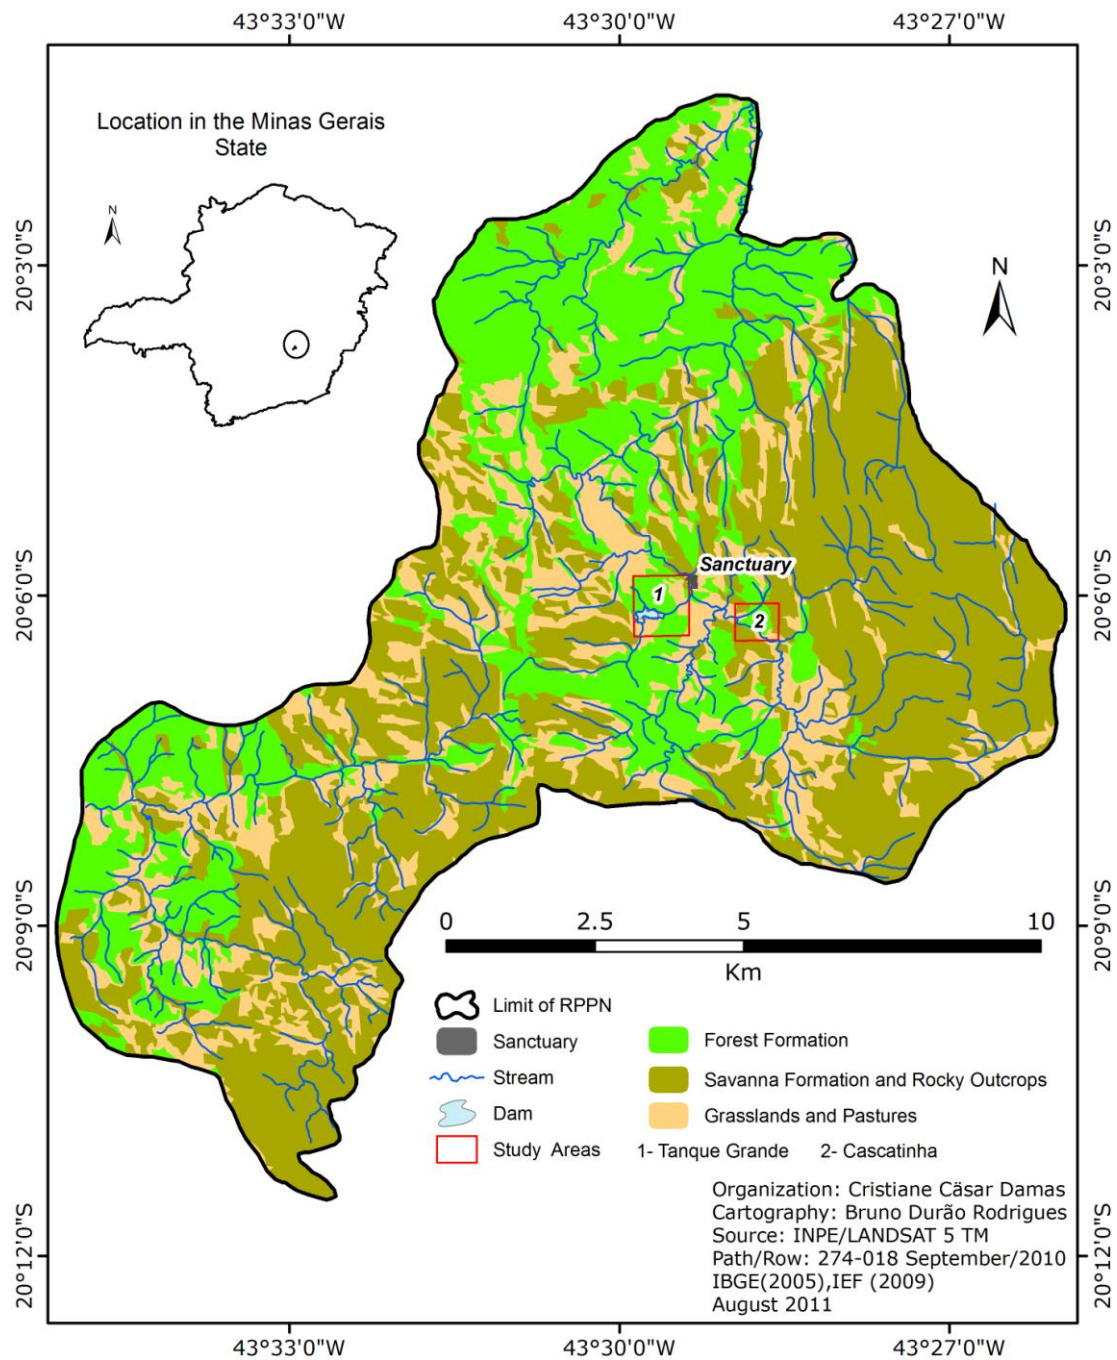 43°33'0"W 43°30'0"W 43°27'0"W
Location in the Minas Gerais
State
N
N
20°3'0"S 20°3'0"S
Sanctuary
1
2
20°6'0"S 20°6'0"S
20°9'0"S 20°9'0"S
0 2.5 5 10
Km
Limit of RPPN
Sanctuary
Stream
Dam
Study Areas
Forest Formation
Savanna Formation and Rocky Outcrops
Grasslands and Pastures
1- Tanque Grande 2- Cascatinha
Organization: Cristiane Cäsar Damas
Cartography: Bruno Durão Rodrigues
Source: INPE/LANDSAT 5 TM
Path/Row: 274-018 September/2010
IBGE(2005),IEF (2009)
August 2011
20°12'0"S 20°12'0"S
43°33'0"W 43°30'0"W 43°27'0"W